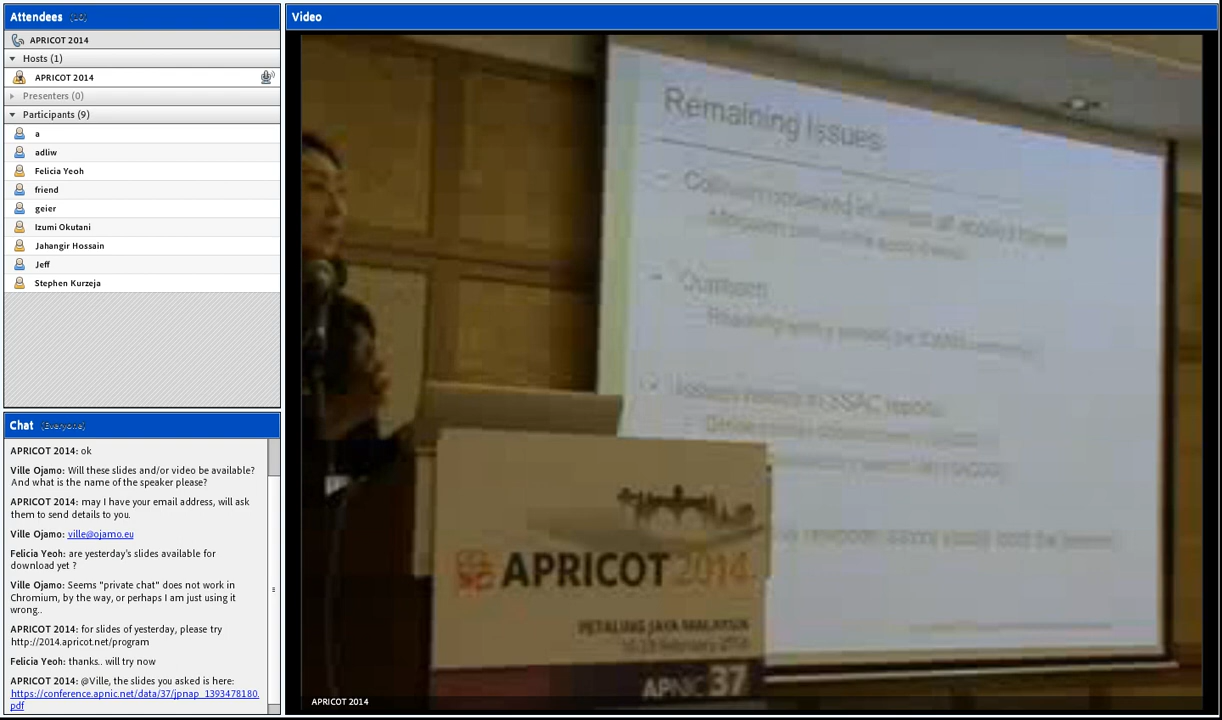 Attendees (10)
APRICOT 2014
Hosts (1)
APRICOT 2014
Presenters (0)
Participants (9)
a
adliw
Felicia Yeoh
friend
geier
Izumi Okutani
Jahangir Hossain
Jeff
Stephen Kurzeja
Chat (Everyone)
APRICOT 2014: ok
Ville Ojamo: Will these slides and/or video be available?
And what is the name of the speaker please?
APRICOT 2014: may I have your email address, will ask
them to send details to you.
Ville Ojamo: ville@ojamo.eu
Felicia Yeoh: are yesterday's slides available for
download yet ?
Ville Ojamo: Seems "private chat" does not work in
Chromium, by the way, or perhaps I am just using it
wrong..
APRICOT 2014: for slides of yesterday, please try
http://2014.apricot.net/program
Felicia Yeoh: thanks.. will try now
APRICOT 2014: @Ville, the slides you asked is here:
https://conference.apnic.net/data/37/jpnap_1393478180.
pdf
Video
Remaining Issues
Outreach
SSAC report
APRICOT 2014
PETALING JAYA MALAYSIA
February 2014
APNIC 37
APRICOT 2014